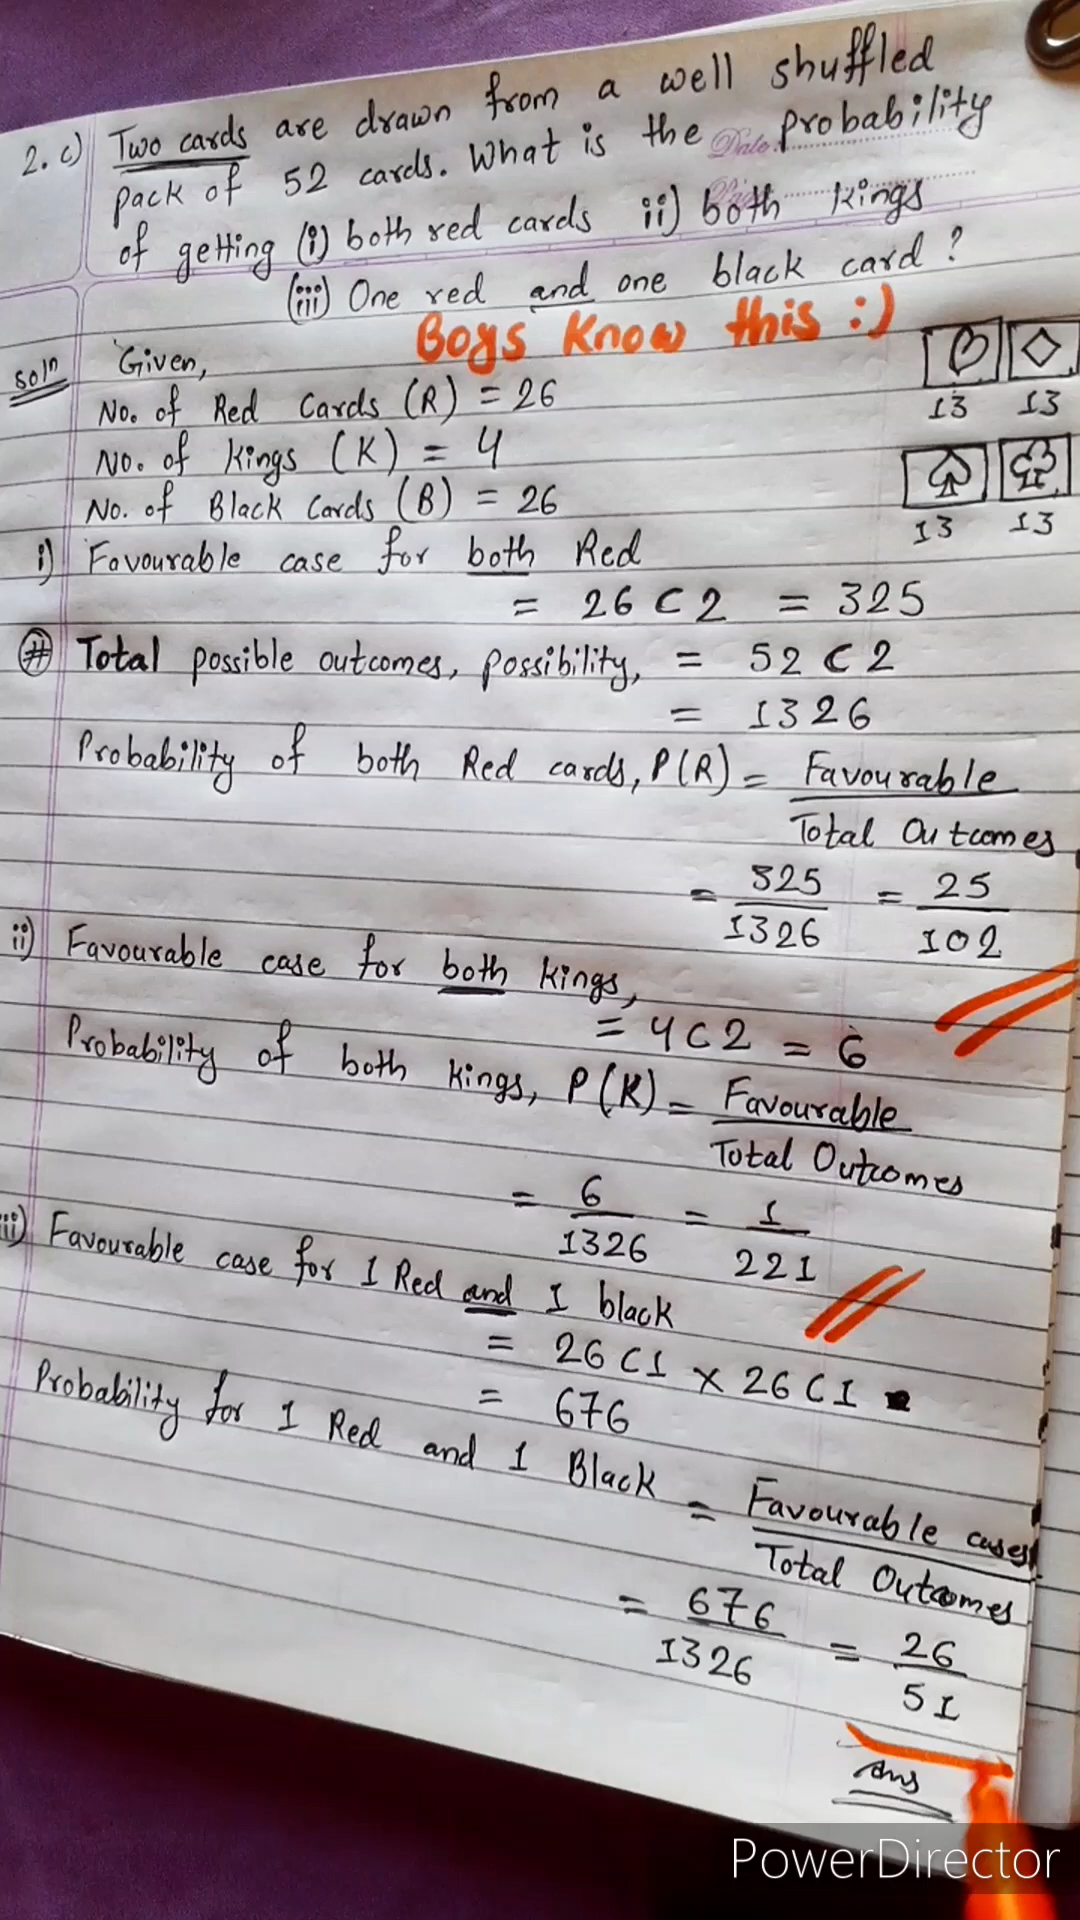 2. c) Two cards are drawn from a well shuffled
pack of 52 cards. What is the probability
Date.
of getting (i) both red cards ii) both kings
(iii) One red and one black card ?
Boys Know this :)
Soln Given,
No. of Red Cards (R) = 26
13 13
No. of Kings (K) = 4
No. of Black Cards (B) = 26
13 13
i) Favourable case for both Red
= 26 C 2 = 325
# Total possible outcomes, possibility, = 52 C 2
= 1326
Probability of both Red cards, P(R) = Favourable
Total Outcomes
= 325 = 25
1326 102
ii) Favourable case for both kings,
= 4 C 2 = 6
Probability of both kings, P(K) = Favourable
Total Outcomes
= 6 = 1
1326 221
iii) Favourable case for 1 Red and 1 black
= 26 C1 × 26 C1
= 676
Probability for 1 Red and 1 Black = Favourable cases
Total Outcomes
= 676 = 26
1326 51
Ans
PowerDirector